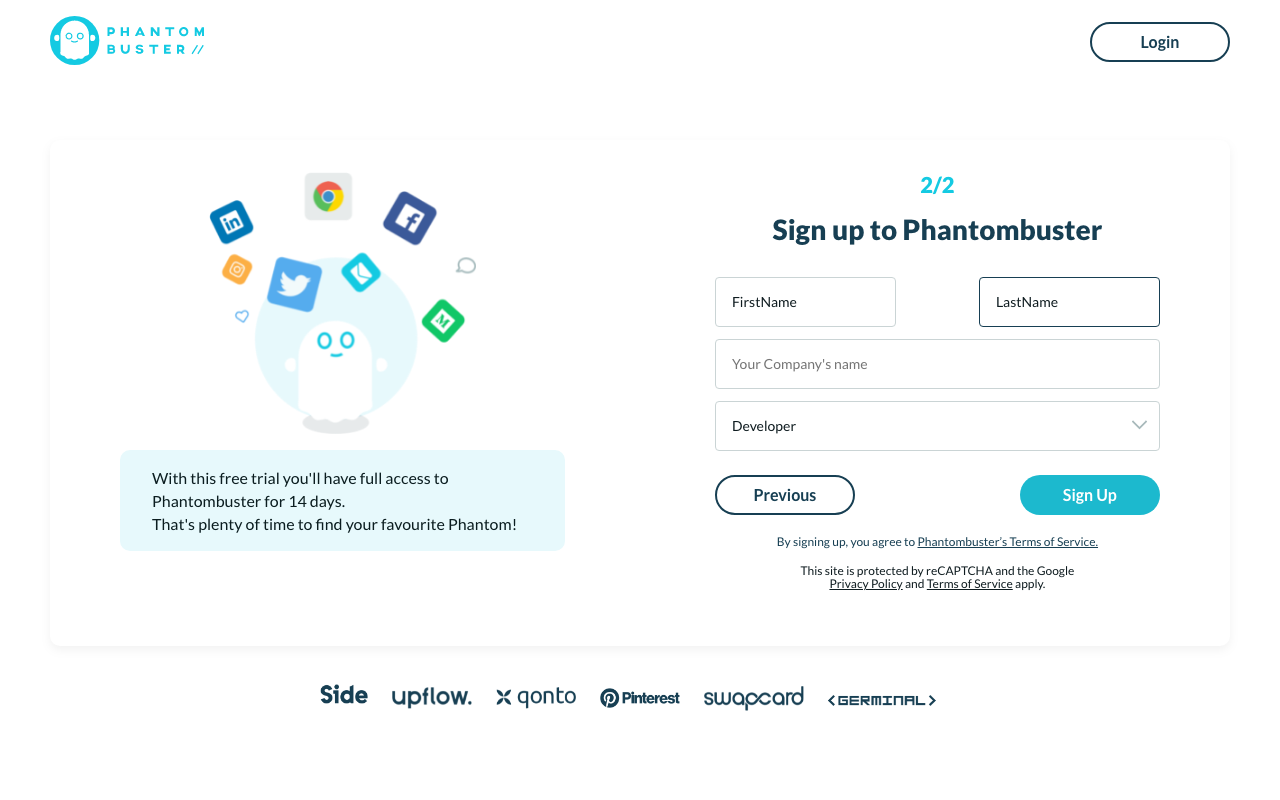 PHANTOM
BUSTER //
Login
in
f
M
With this free trial you'll have full access to
Phantombuster for 14 days.
That's plenty of time to find your favourite Phantom!
2/2
Sign up to Phantombuster
FirstName
LastName
Your Company's name
Developer
Previous
Sign Up
By signing up, you agree to Phantombuster's Terms of Service.
This site is protected by reCAPTCHA and the Google
Privacy Policy and Terms of Service apply.
Side
upflow.
qonto
Pinterest
swapcard
<GERMINAL>